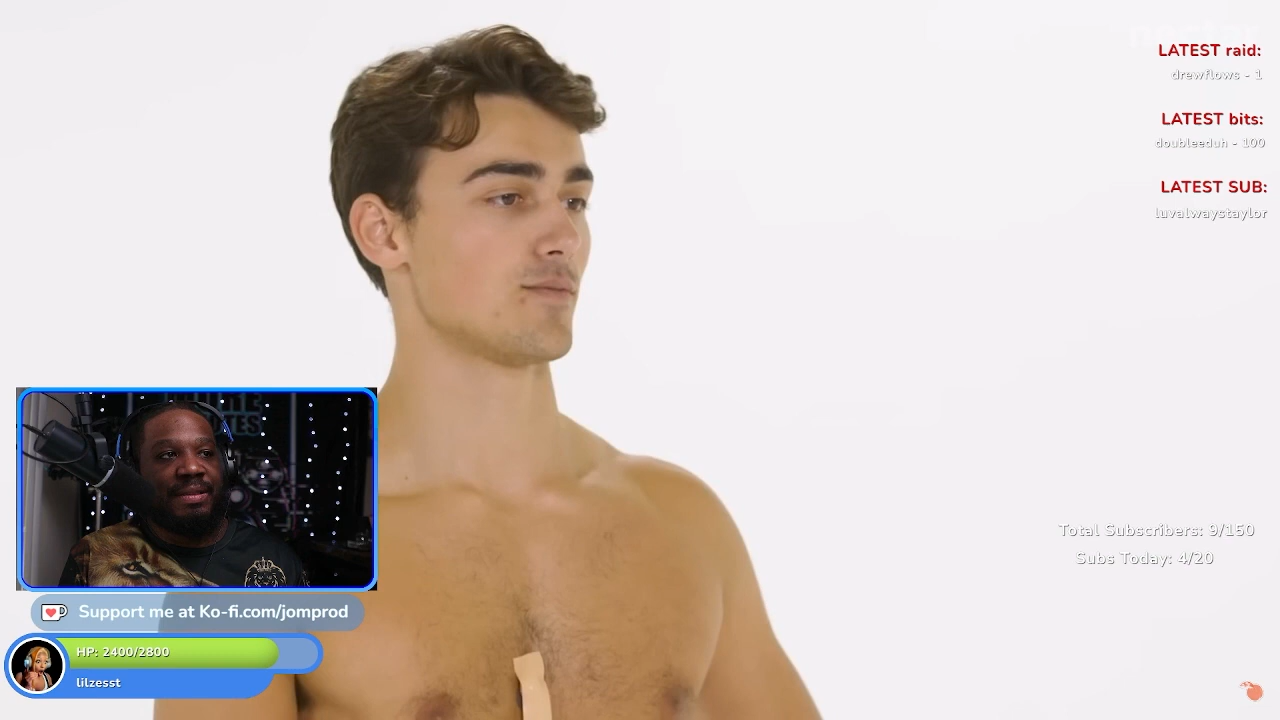 LATEST raid:
drewflows - 1
LATEST bits:
doubleeduh - 100
LATEST SUB:
luvalwaystaylor
Total Subscribers: 9/150
Subs Today: 4/20
Support me at Ko-fi.com/jomprod
HP: 2400/2800
lilzesst